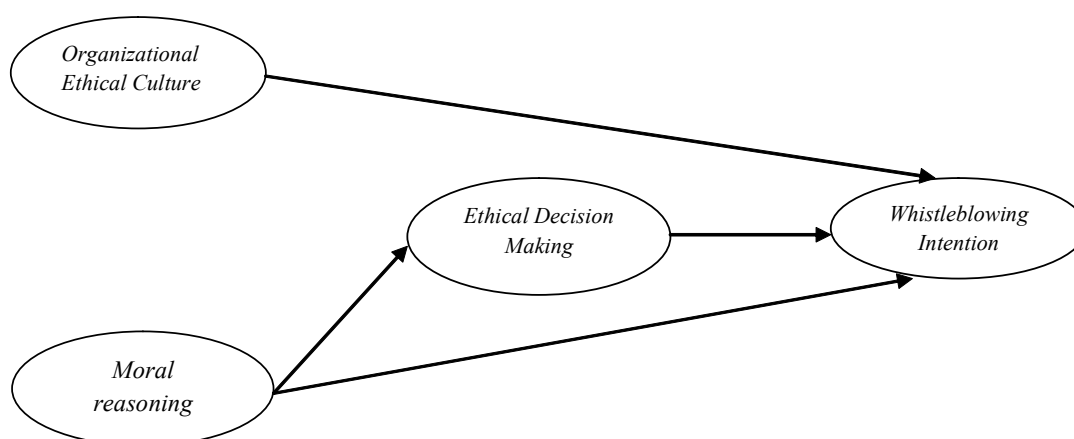 Organizational
Ethical Culture
Ethical Decision
Making
Whistleblowing
Intention
Moral
reasoning